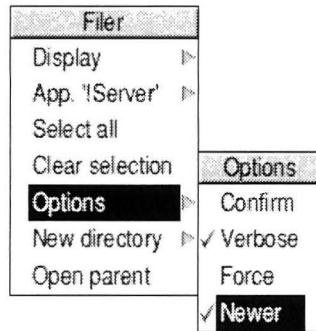 Filer
Display
App. '!Server'
Select all
Clear selection
Options
New directory
Open parent
Options
Confirm
✓ Verbose
Force
✓ Newer